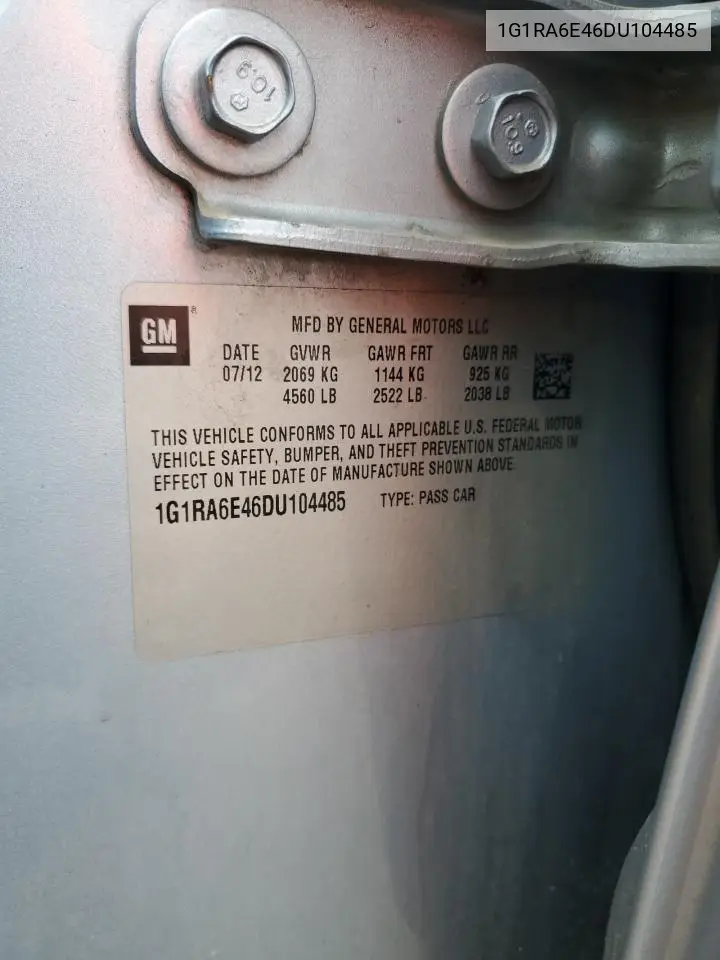 1G1RA6E46DU104485
10.9
10.9
GM ®
MFD BY GENERAL MOTORS LLC
DATE GVWR GAWR FRT GAWR RR
07/12 2069 KG 1144 KG 925 KG
4560 LB 2522 LB 2038 LB
THIS VEHICLE CONFORMS TO ALL APPLICABLE U.S. FEDERAL MOTOR
VEHICLE SAFETY, BUMPER, AND THEFT PREVENTION STANDARDS IN
EFFECT ON THE DATE OF MANUFACTURE SHOWN ABOVE.
1G1RA6E46DU104485 TYPE: PASS CAR